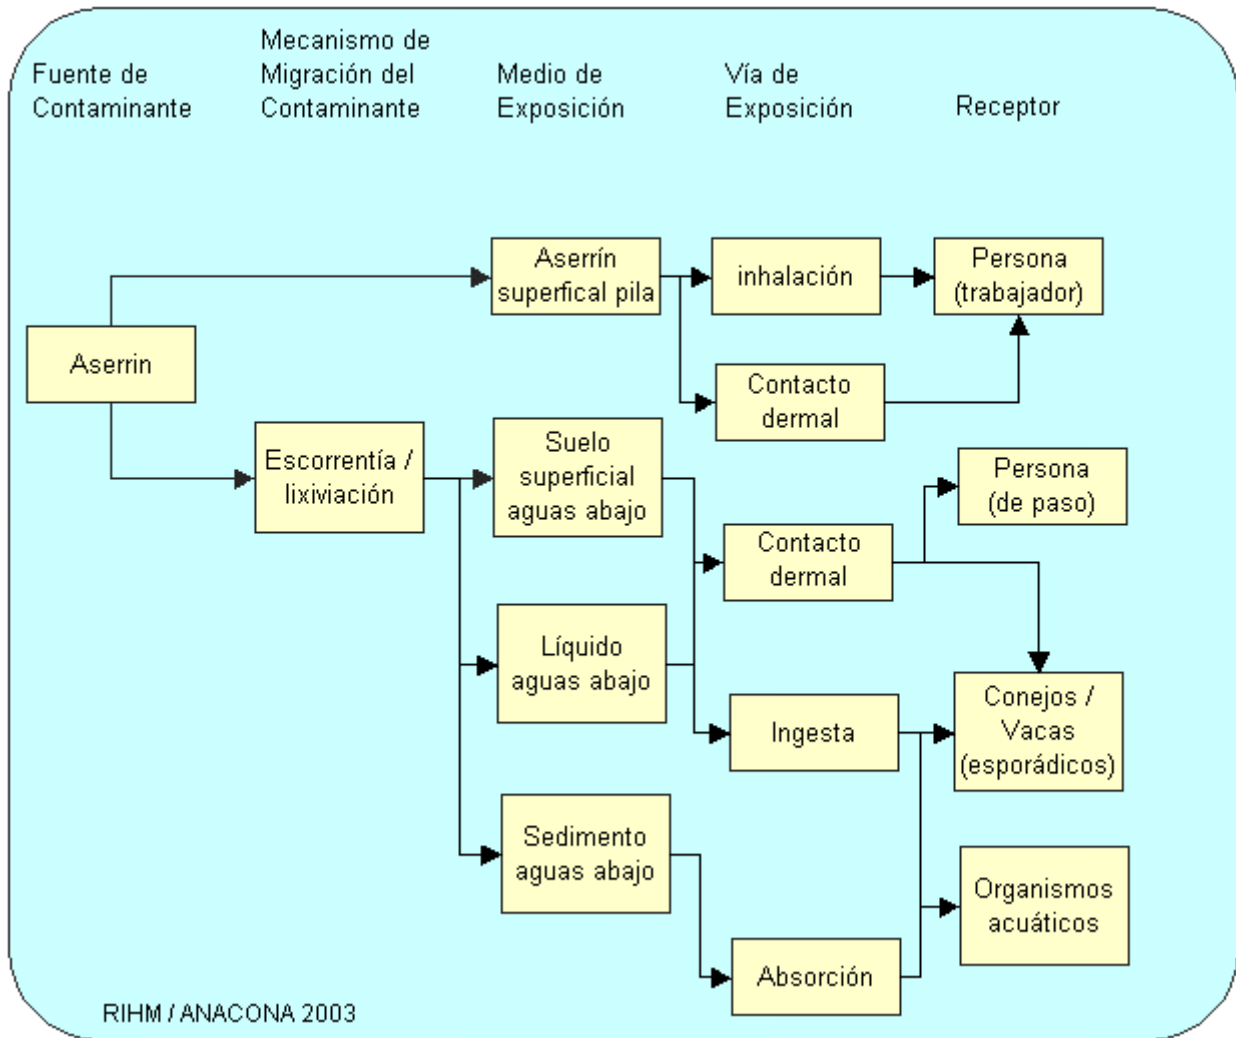 Fuente de
Contaminante
Mecanismo de
Migración del
Contaminante
Medio de
Exposición
Vía de
Exposición
Receptor
Aserrin
Escorrentía /
lixiviación
Aserrín
superfical pila
Suelo
superficial
aguas abajo
Líquido
aguas abajo
Sedimento
aguas abajo
inhalación
Contacto
dermal
Contacto
dermal
Ingesta
Absorción
Persona
(trabajador)
Persona
(de paso)
Conejos /
Vacas
(esporádicos)
Organismos
acuáticos
RIHM / ANACONA 2003